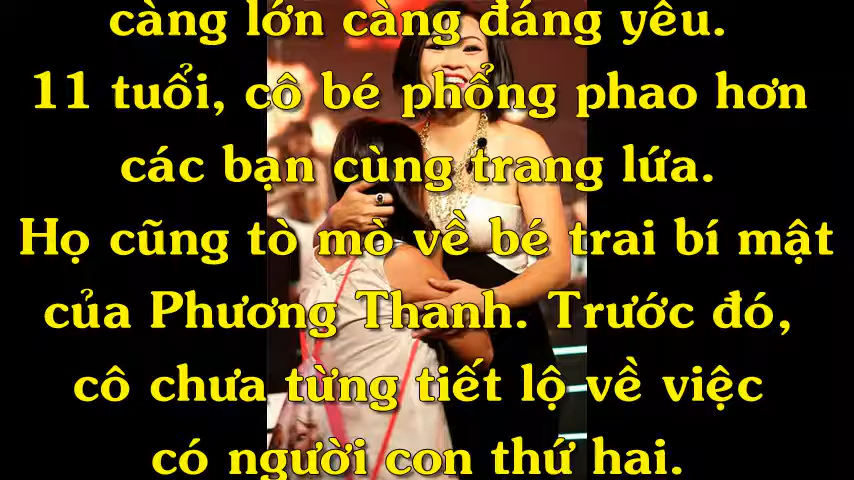 càng lớn càng đáng yêu.
11 tuổi, cô bé phổng phao hơn
các bạn cùng trang lứa.
Họ cũng tò mò về bé trai bí mật
của Phương Thanh. Trước đó,
cô chưa từng tiết lộ về việc
có người con thứ hai.